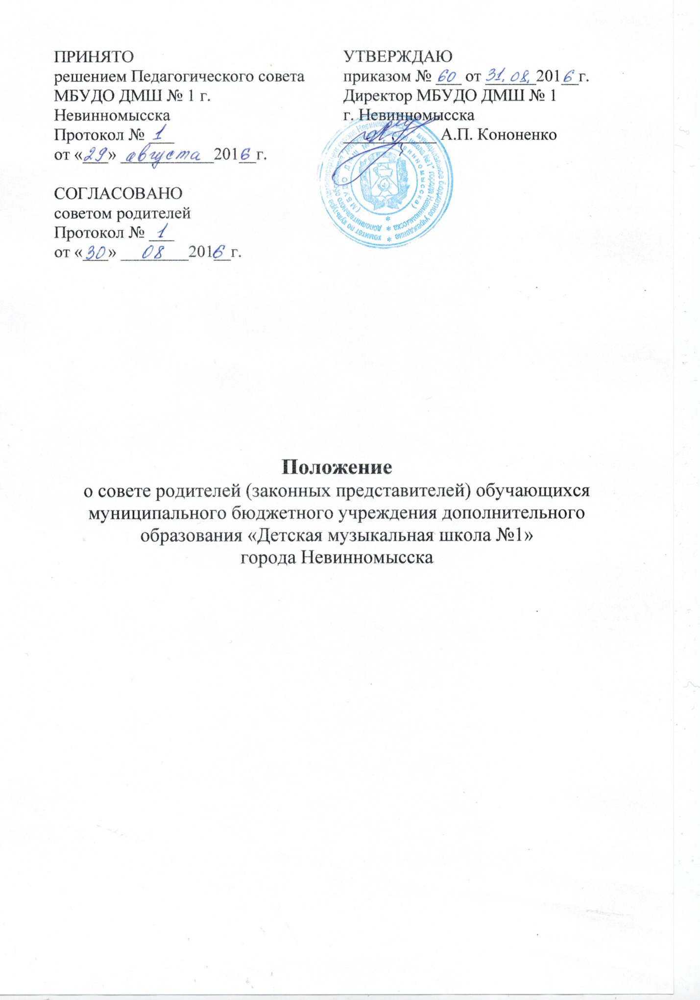 ПРИНЯТО
решением Педагогического совета
МБУДО ДМШ № 1 г.
Невинномысска
Протокол № 1
от «29» августа 2016 г.
СОГЛАСОВАНО
советом родителей
Протокол № 1
от «30» 08 2016 г.
УТВЕРЖДАЮ
приказом № 60 от 31.08.2016 г.
Директор МБУДО ДМШ № 1
г. Невинномысска
А.П. Кононенко
Положение
о совете родителей (законных представителей) обучающихся
муниципального бюджетного учреждения дополнительного
образования «Детская музыкальная школа №1»
города Невинномысска